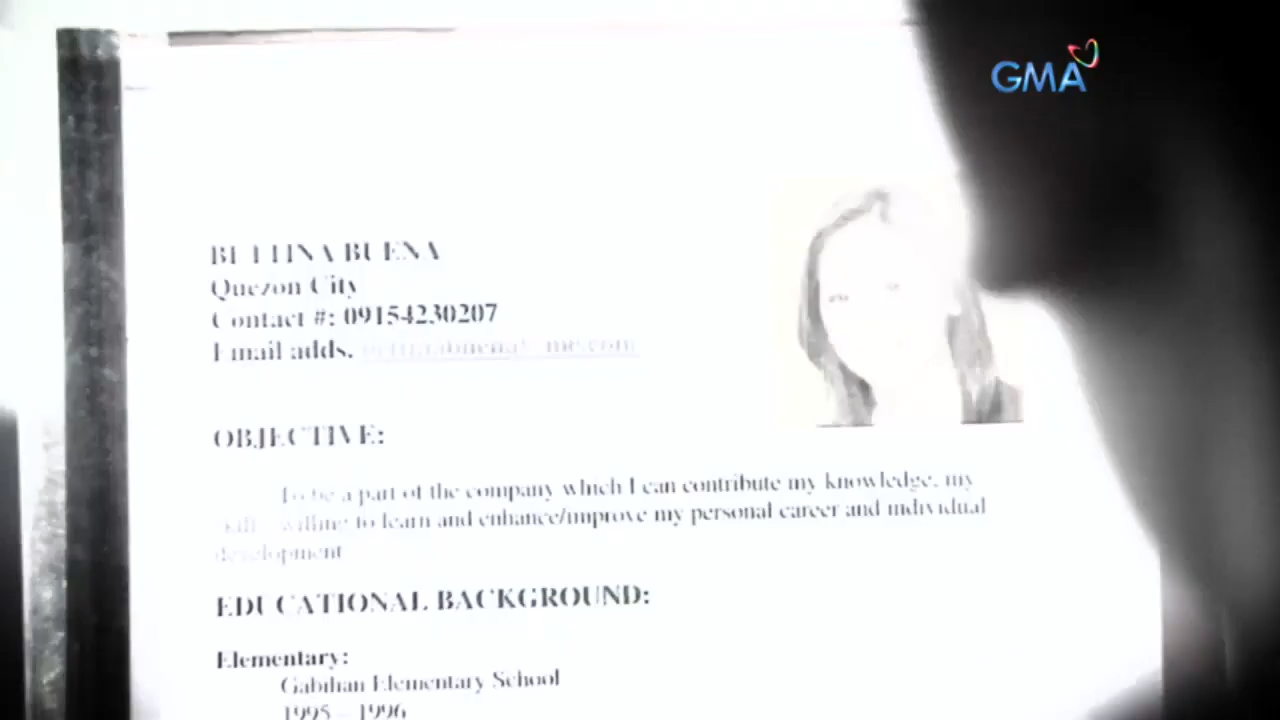 GMA
BETTINA BUENA
Quezon City
Contact #: 09154230207
Email adds.
OBJECTIVE:
To be a part of the company which I can contribute my knowledge, my
willing to learn and enhance/improve my personal career and individual
development
EDUCATIONAL BACKGROUND:
Elementary:
Gabihan Elementary School
1995 – 1996